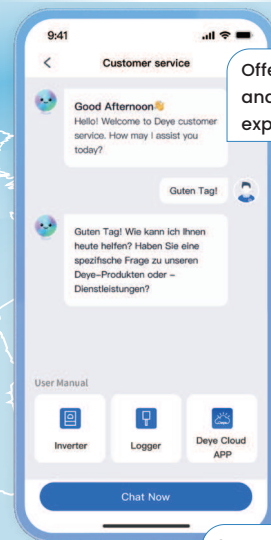 9:41
Customer service
Offe
and
exp
Good Afternoon👋
Hello! Welcome to Deye customer
service. How may I assist you
today?
Guten Tag!
Guten Tag! Wie kann ich Ihnen
heute helfen? Haben Sie eine
spezifische Frage zu unseren
Deye-Produkten oder –
Dienstleistungen?
User Manual
Inverter
Logger
Deye Cloud
APP
Chat Now